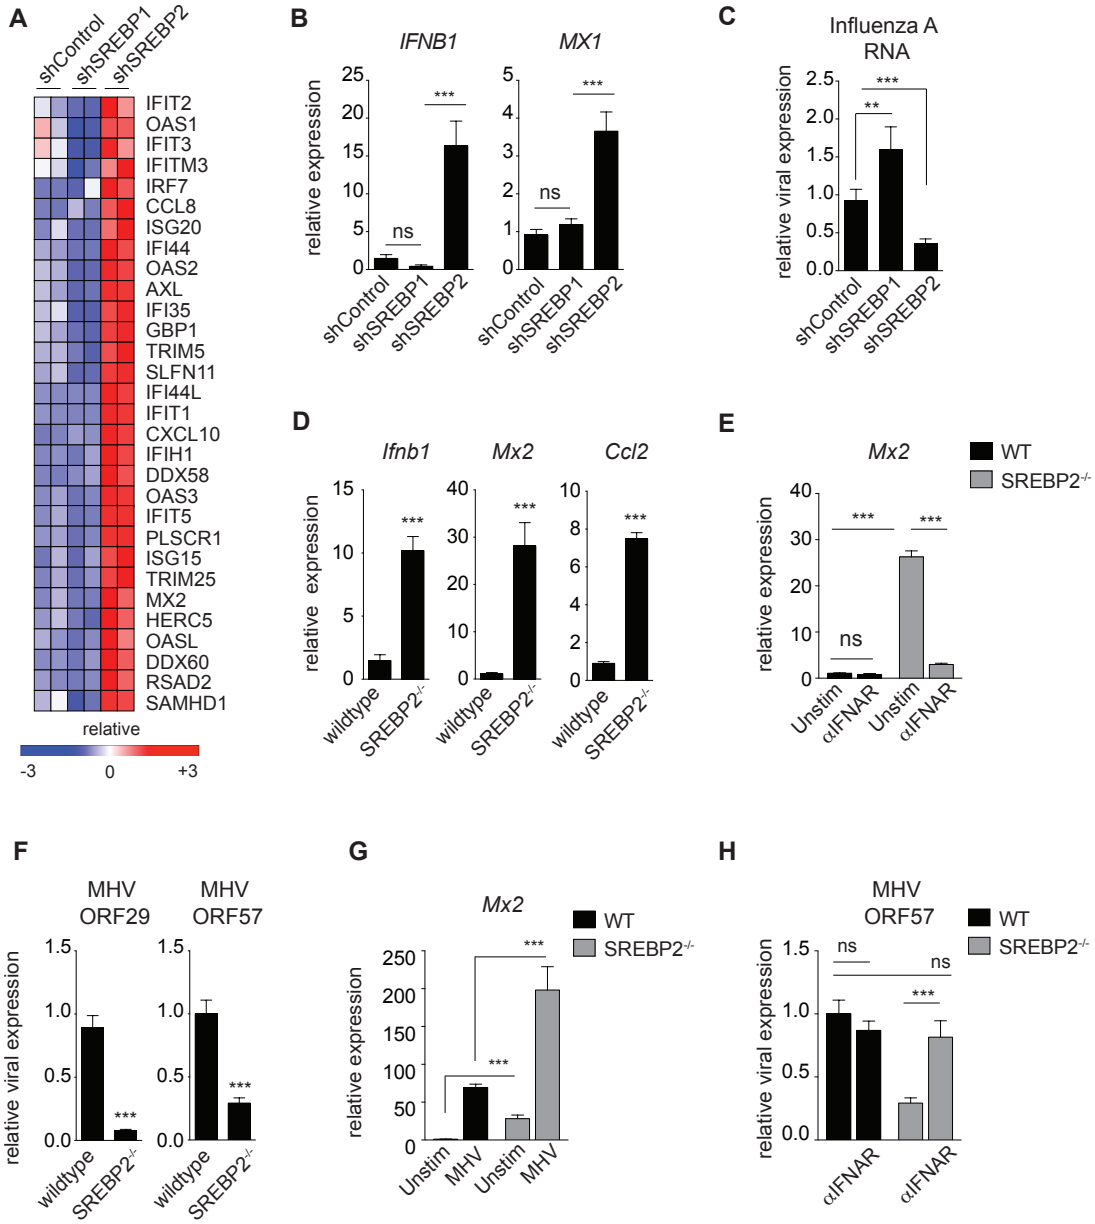 A
shControl
shSREBP1
shSREBP2
IFIT2
OAS1
IFIT3
IFITM3
IRF7
CCL8
ISG20
IFI44
OAS2
AXL
IFI35
GBP1
TRIM5
SLFN11
IFI44L
IFIT1
CXCL10
IFIH1
DDX58
OAS3
IFIT5
PLSCR1
ISG15
TRIM25
MX2
HERC5
OASL
DDX60
RSAD2
SAMHD1
relative
-3 0 +3
B
IFNB1
relative expression
25
20
15
10
5
0
***
ns
shControl
shSREBP1
shSREBP2
MX1
5
4
3
2
1
0
***
ns
shControl
shSREBP1
shSREBP2
C
Influenza A
RNA
relative viral expression
2.5
2.0
1.5
1.0
0.5
0.0
***
**
shControl
shSREBP1
shSREBP2
D
Ifnb1
relative expression
15
10
5
0
***
wildtype
SREBP2-/-
Mx2
40
30
20
10
0
***
wildtype
SREBP2-/-
Ccl2
10
8
6
4
2
0
***
wildtype
SREBP2-/-
E
Mx2
WT
SREBP2-/-
relative expression
40
30
20
10
0
*** ***
ns
Unstim
αIFNAR
Unstim
αIFNAR
F
MHV
ORF29
relative viral expression
1.5
1.0
0.5
0.0
***
wildtype
SREBP2-/-
MHV
ORF57
1.5
1.0
0.5
0.0
***
wildtype
SREBP2-/-
G
Mx2
WT
SREBP2-/-
relative expression
250
200
150
100
50
0
***
***
Unstim
MHV
Unstim
MHV
H
MHV
ORF57
WT
SREBP2-/-
relative viral expression
1.5
1.0
0.5
0.0
ns
ns
***
αIFNAR
αIFNAR